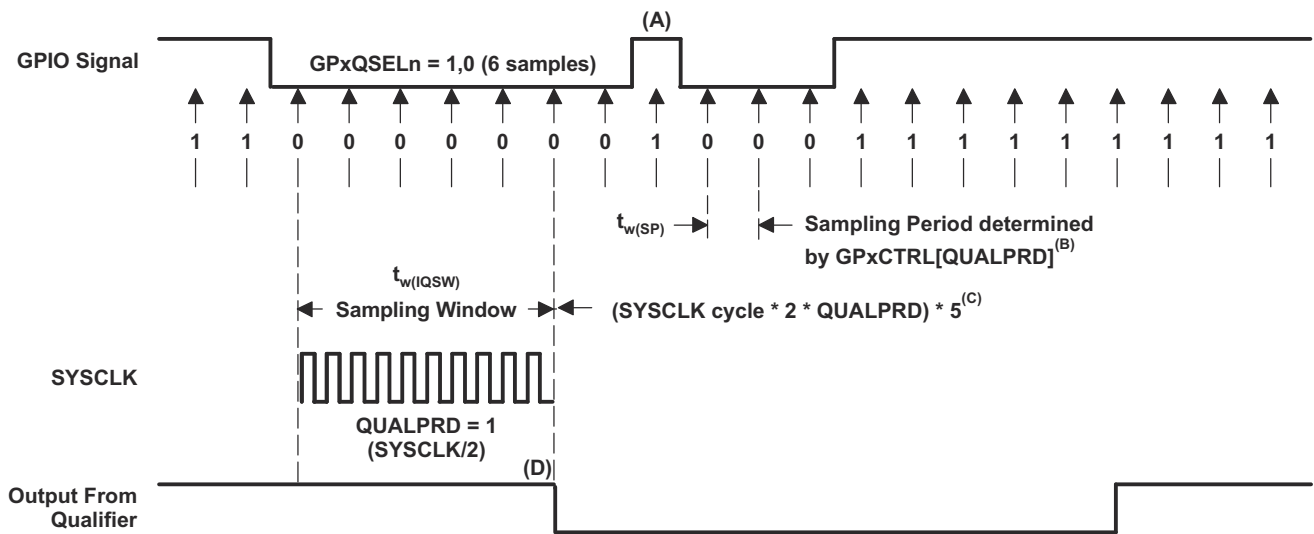 (A)
GPIO Signal
GPxQSELn = 1,0 (6 samples)
1 1 0 0 0 0 0 0 0 1 0 0 0 1 1 1 1 1 1 1 1 1
tw(SP)
Sampling Period determined
by GPxCTRL[QUALPRD](B)
tw(IQSW)
Sampling Window
(SYSCLK cycle * 2 * QUALPRD) * 5(C)
SYSCLK
QUALPRD = 1
(SYSCLK/2)
(D)
Output From
Qualifier